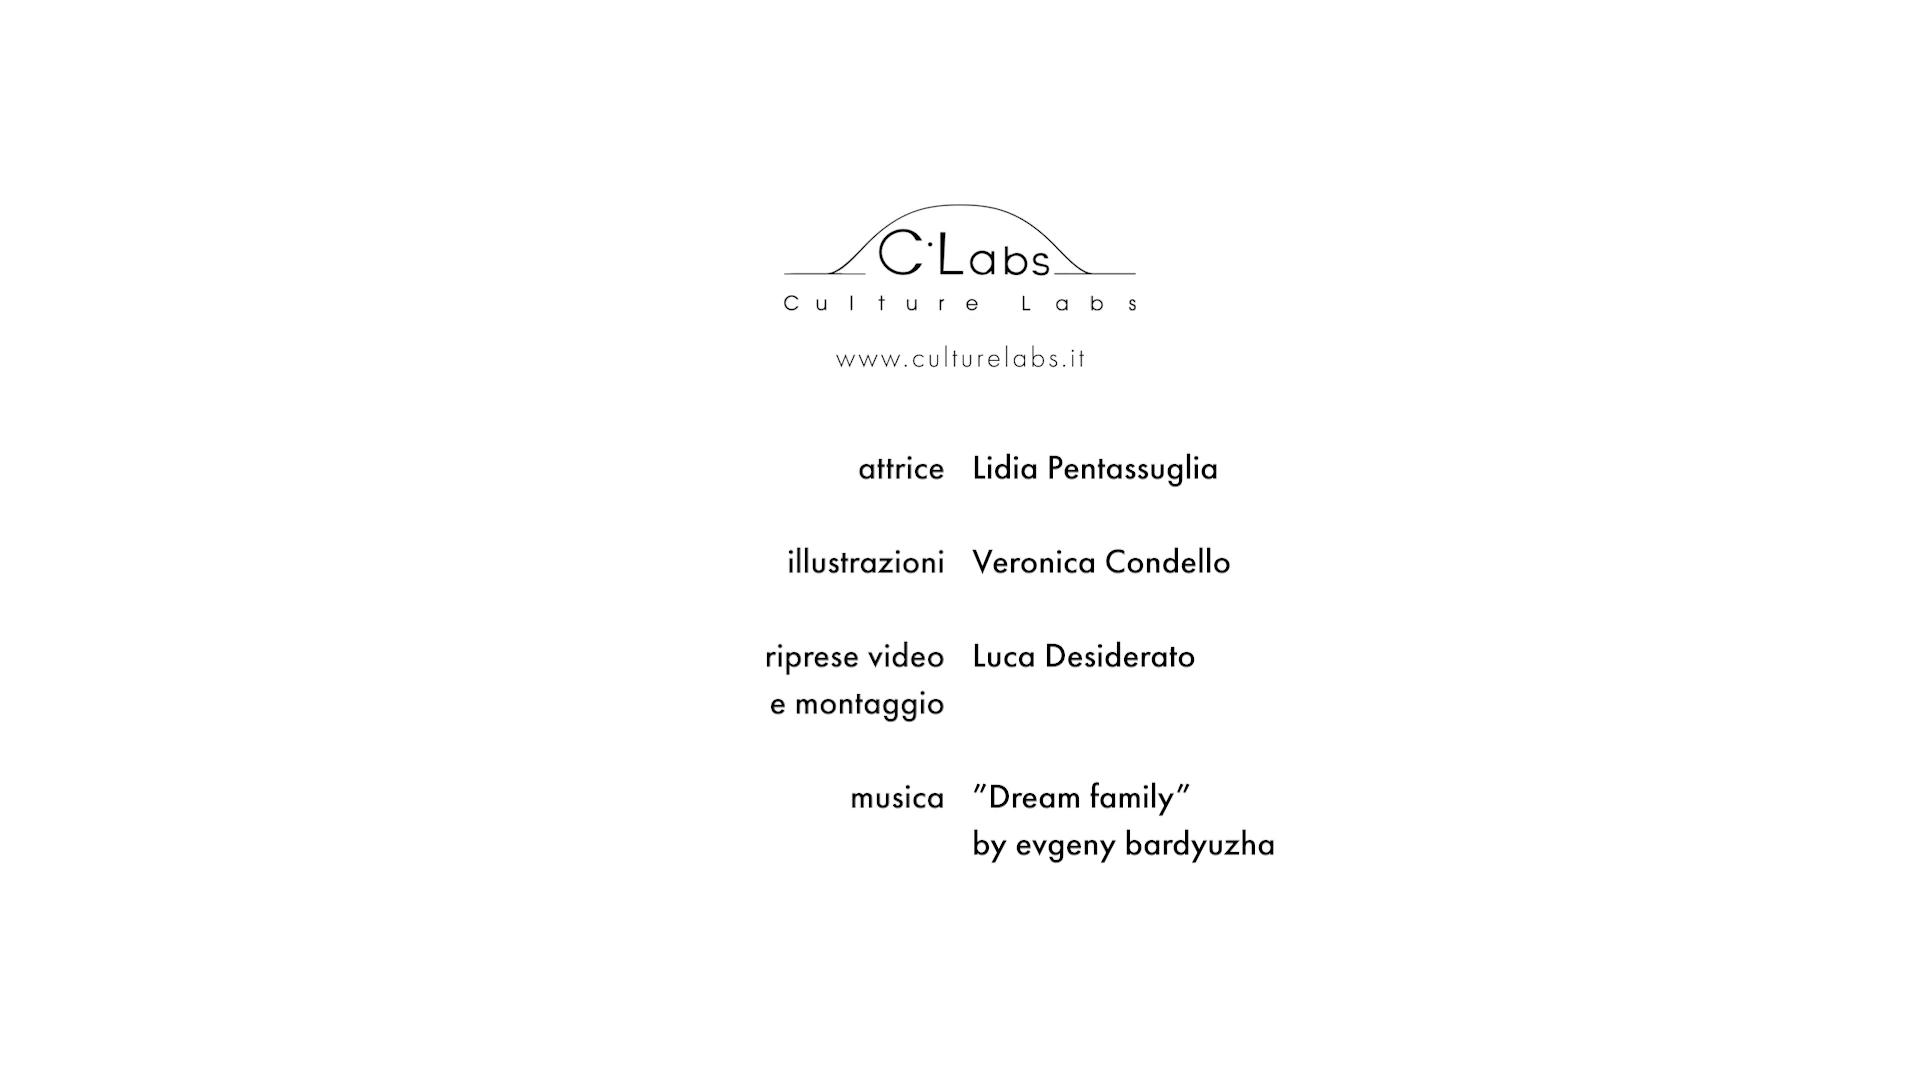 C·Labs
Culture Labs
www.culturelabs.it
attrice Lidia Pentassuglia
illustrazioni Veronica Condello
riprese video Luca Desiderato
e montaggio
musica ”Dream family”
by evgeny bardyuzha